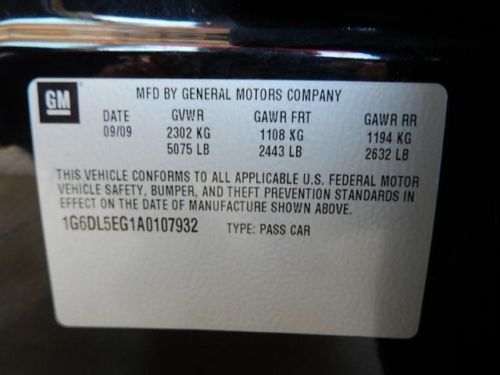 GM
MFD BY GENERAL MOTORS COMPANY
DATE GVWR GAWR FRT GAWR RR
09/09 2302 KG 1108 KG 1194 KG
5075 LB 2443 LB 2632 LB
THIS VEHICLE CONFORMS TO ALL APPLICABLE U.S. FEDERAL MOTOR
VEHICLE SAFETY, BUMPER, AND THEFT PREVENTION STANDARDS IN
EFFECT ON THE DATE OF MANUFACTURE SHOWN ABOVE.
1G6DL5EG1A0107932 TYPE: PASS CAR